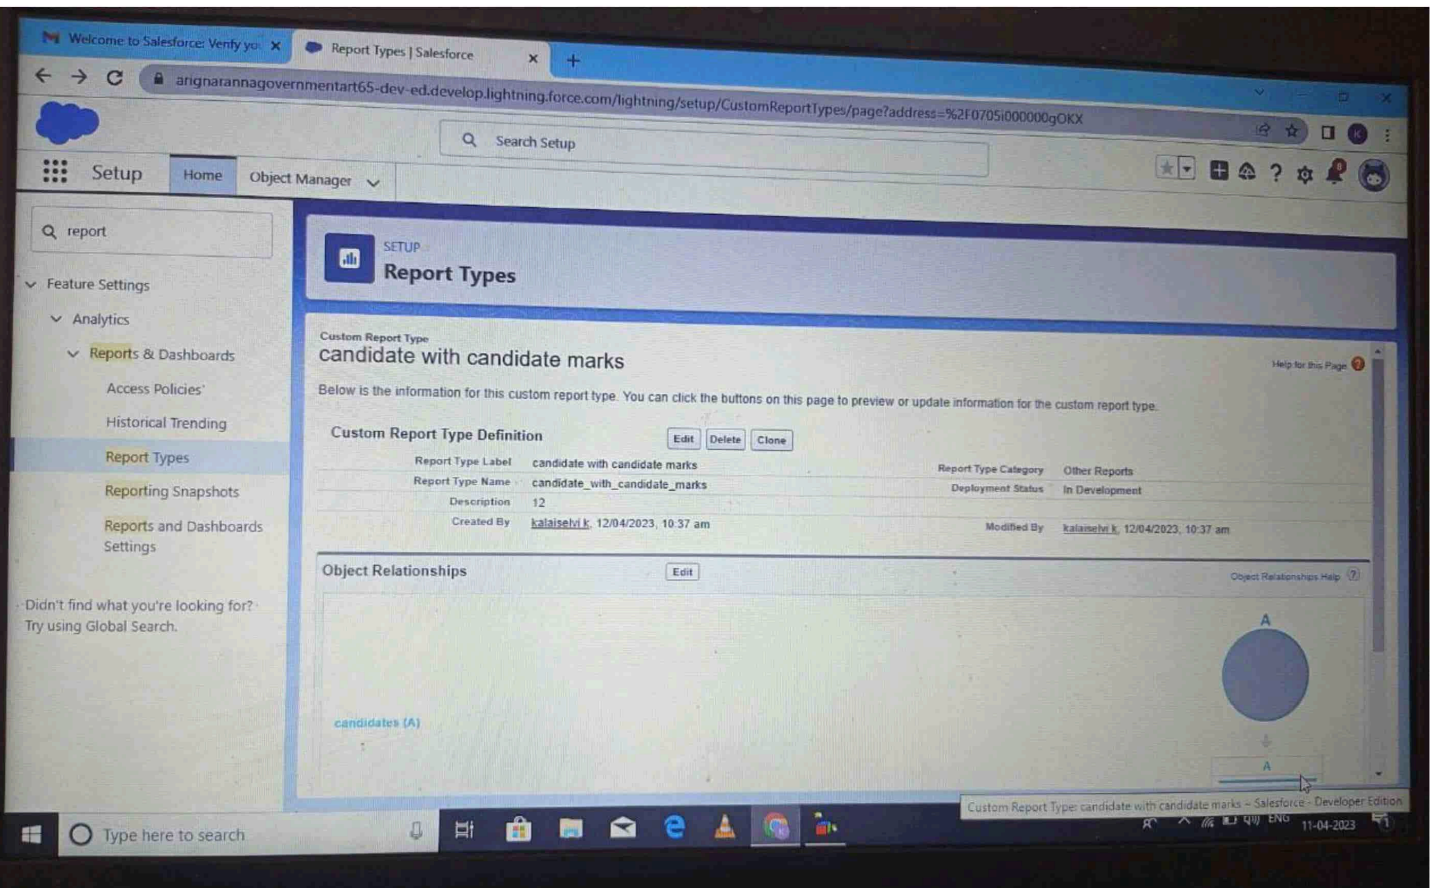 Welcome to Salesforce: Verify yo
Report Types | Salesforce
arignarannagovernmentart65-dev-ed.develop.lightning.force.com/lightning/setup/CustomReportTypes/page?address=%2F0705i000000gOKX
Search Setup
K
Setup
Home
Object Manager
report
Feature Settings
Analytics
Reports & Dashboards
Access Policies
Historical Trending
Report Types
Reporting Snapshots
Reports and Dashboards
Settings
Didn't find what you're looking for?
Try using Global Search.
SETUP
Report Types
Custom Report Type
candidate with candidate marks
Help for this Page
Below is the information for this custom report type. You can click the buttons on this page to preview or update information for the custom report type.
Custom Report Type Definition Edit Delete Clone
Report Type Label candidate with candidate marks Report Type Category Other Reports
Report Type Name candidate_with_candidate_marks Deployment Status In Development
Description 12
Created By kalaiselvi k, 12/04/2023, 10:37 am Modified By kalaiselvi k, 12/04/2023, 10:37 am
Object Relationships Edit Object Relationships Help
A
candidates (A)
A
Custom Report Type: candidate with candidate marks ~ Salesforce - Developer Edition
Type here to search
ENG
11-04-2023
1